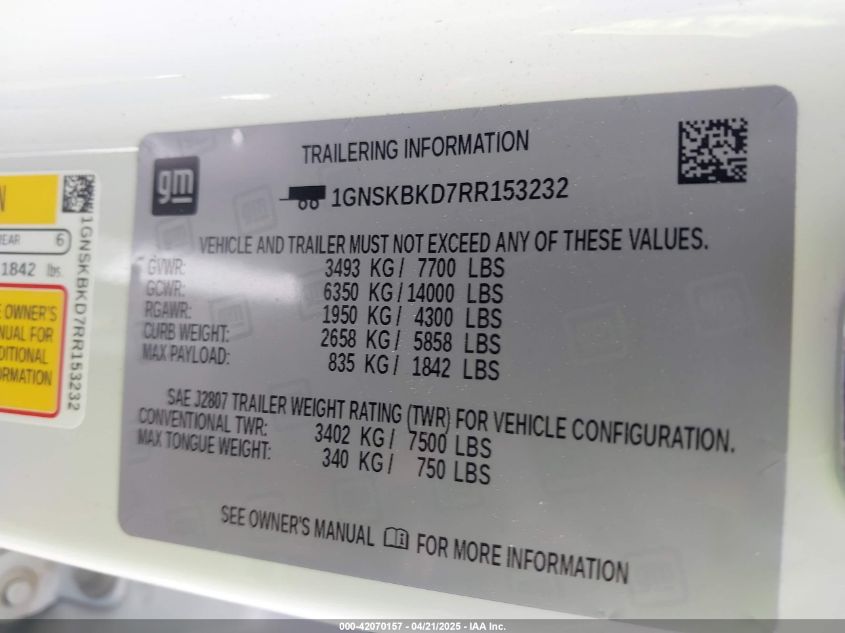 N
REAR 6
1842 lbs.
E OWNER'S
NUAL FOR
DITIONAL
ORMATION
1GNSKBKD7RR153232
TRAILERING INFORMATION
gm
1GNSKBKD7RR153232
VEHICLE AND TRAILER MUST NOT EXCEED ANY OF THESE VALUES.
GVWR: 3493 KG/ 7700 LBS
GCWR: 6350 KG/14000 LBS
RGAWR: 1950 KG/ 4300 LBS
CURB WEIGHT: 2658 KG/ 5858 LBS
MAX PAYLOAD: 835 KG/ 1842 LBS
SAE J2807 TRAILER WEIGHT RATING (TWR) FOR VEHICLE CONFIGURATION.
CONVENTIONAL TWR: 3402 KG/ 7500 LBS
MAX TONGUE WEIGHT: 340 KG/ 750 LBS
SEE OWNER'S MANUAL FOR MORE INFORMATION
000-42070157 - 04/21/2025 - IAA Inc.